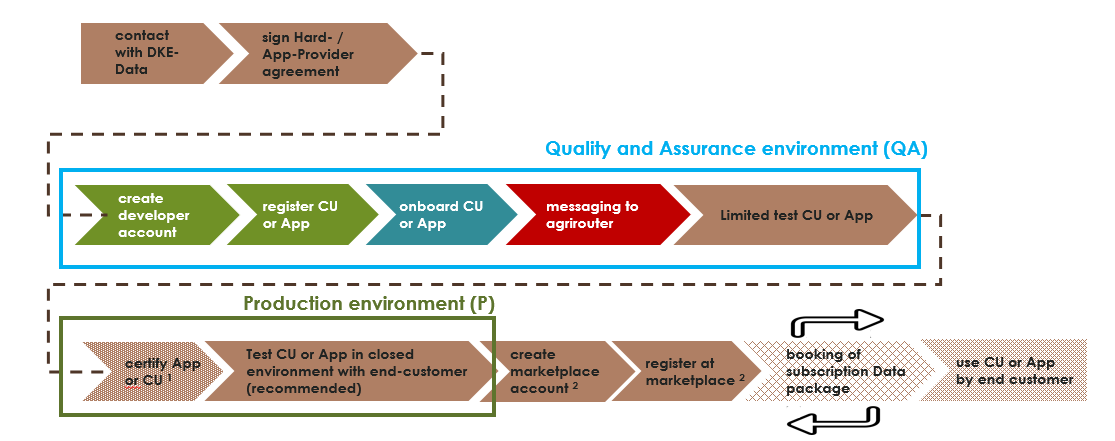 contact
with DKE-
Data
sign Hard- /
App-Provider
agreement
Quality and Assurance environment (QA)
create
developer
account
register CU
or App
onboard CU
or App
messaging to
agrirouter
Limited test CU or App
Production environment (P)
certify App
or CU 1
Test CU or App in closed
environment with end-customer
(recommended)
create
marketplace
account 2
register at
marketplace 2
booking of
subscription Data
package
use CU or App
by end customer